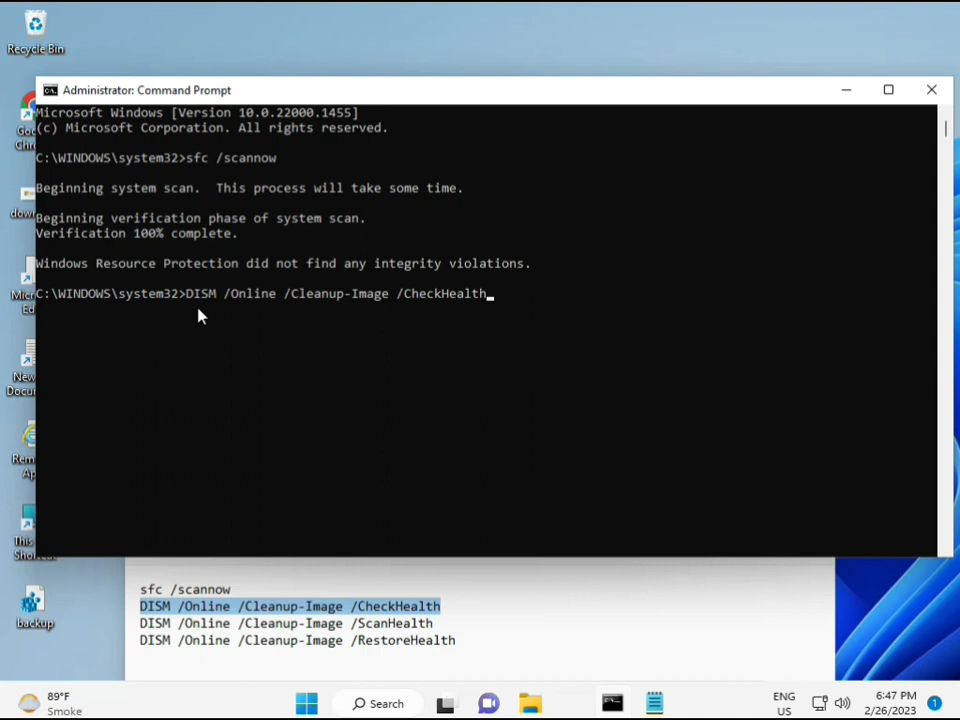 Recycle Bin
Administrator: Command Prompt
Microsoft Windows [Version 10.0.22000.1455]
(c) Microsoft Corporation. All rights reserved.
C:\WINDOWS\system32>sfc /scannow
Beginning system scan.  This process will take some time.
Beginning verification phase of system scan.
Verification 100% complete.
Windows Resource Protection did not find any integrity violations.
C:\WINDOWS\system32>DISM /Online /Cleanup-Image /CheckHealth
backup
sfc /scannow
DISM /Online /Cleanup-Image /CheckHealth
DISM /Online /Cleanup-Image /ScanHealth
DISM /Online /Cleanup-Image /RestoreHealth
89°F
Smoke
Search
ENG
US
6:47 PM
2/26/2023
1